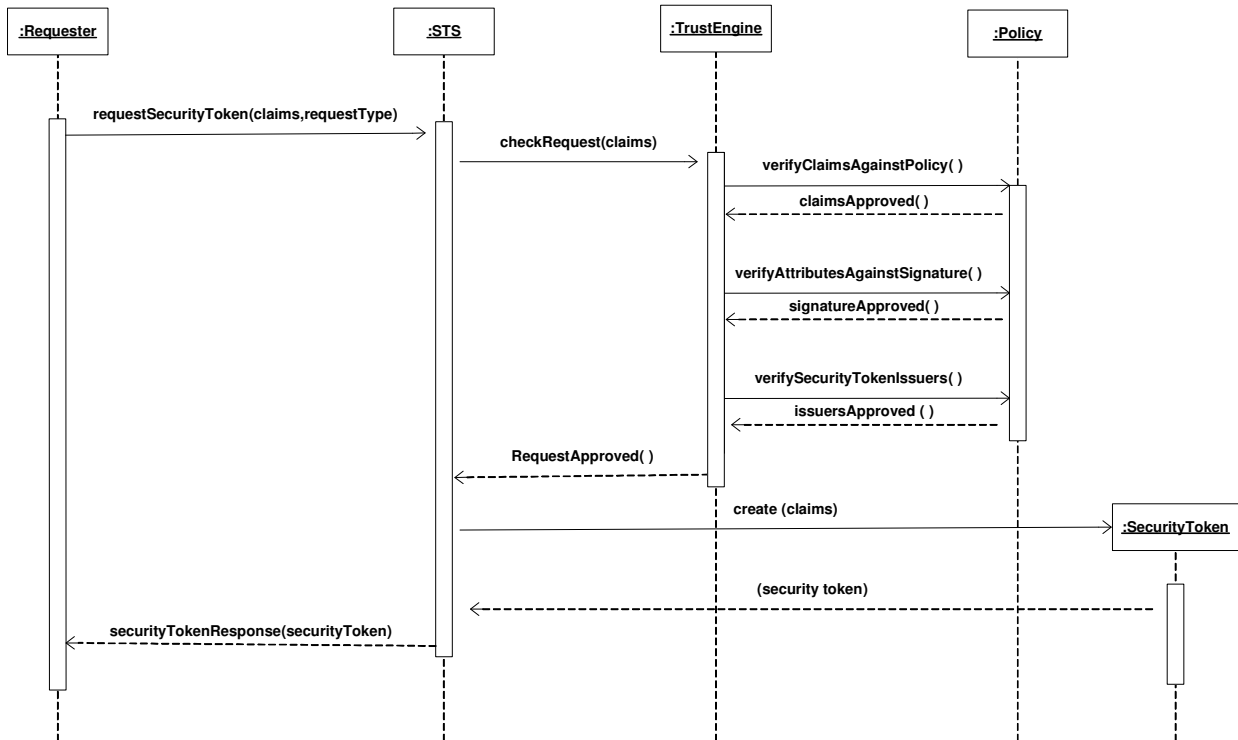 :Requester
:STS
:TrustEngine
:Policy
requestSecurityToken(claims,requestType)
checkRequest(claims)
verifyClaimsAgainstPolicy( )
claimsApproved( )
verifyAttributesAgainstSignature( )
signatureApproved( )
verifySecurityTokenIssuers( )
issuersApproved ( )
RequestApproved( )
create (claims)
:SecurityToken
(security token)
securityTokenResponse(securityToken)